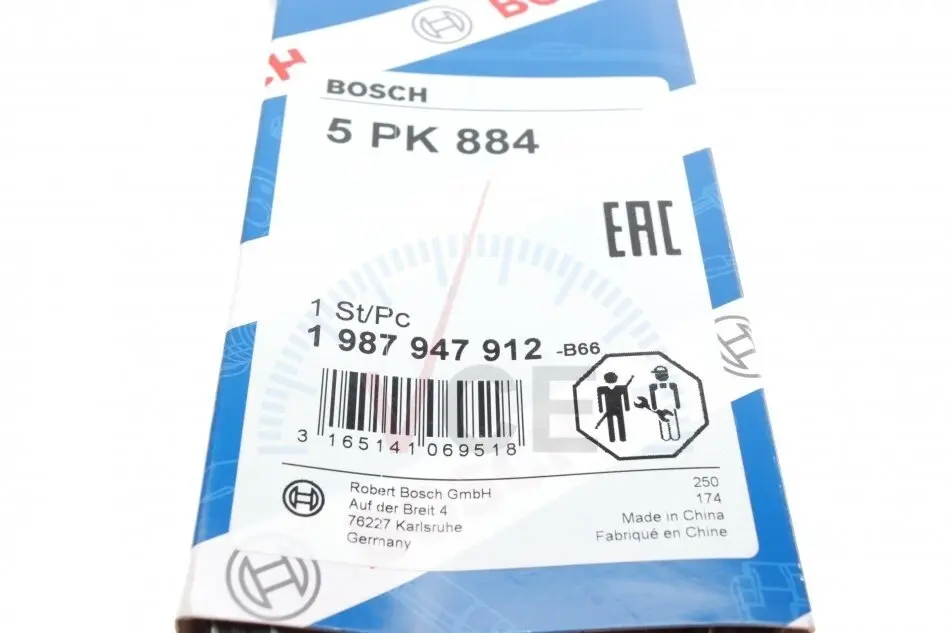 BOSCH
BOSCH
5 PK 884
EAC
1 St/Pc
1 987 947 912 -B66
3 165141 069518
Robert Bosch GmbH
Auf der Breit 4
76227 Karlsruhe
Germany
250
174
Made in China
Fabriqué en Chine